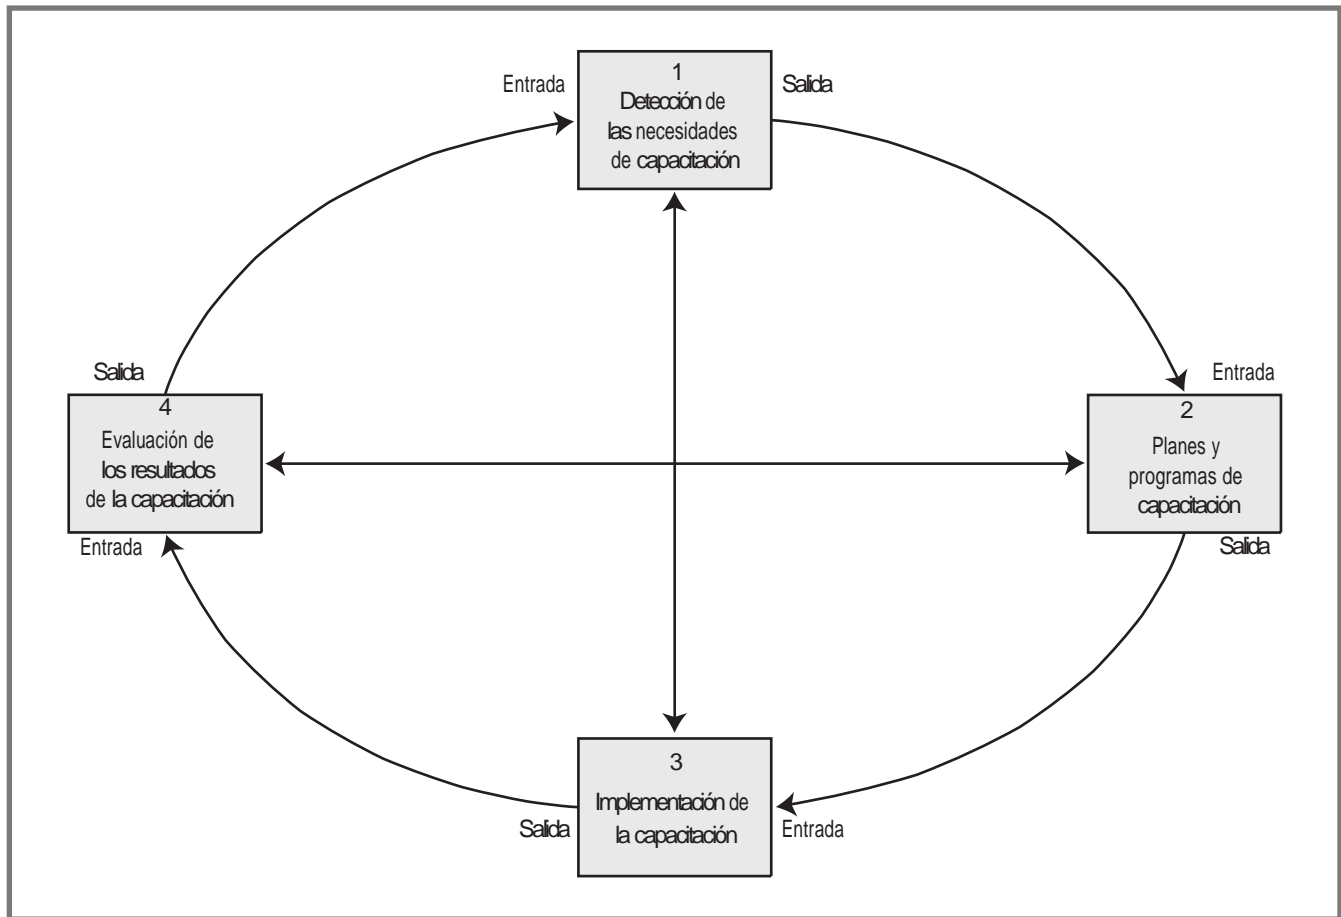 Entrada
1
Detección de
las necesidades
de capacitación
Salida
Entrada
2
Planes y
programas de
capacitación
Salida
3
Implementación de
la capacitación
Entrada
Salida
Salida
4
Evaluación de
los resultados
de la capacitación
Entrada